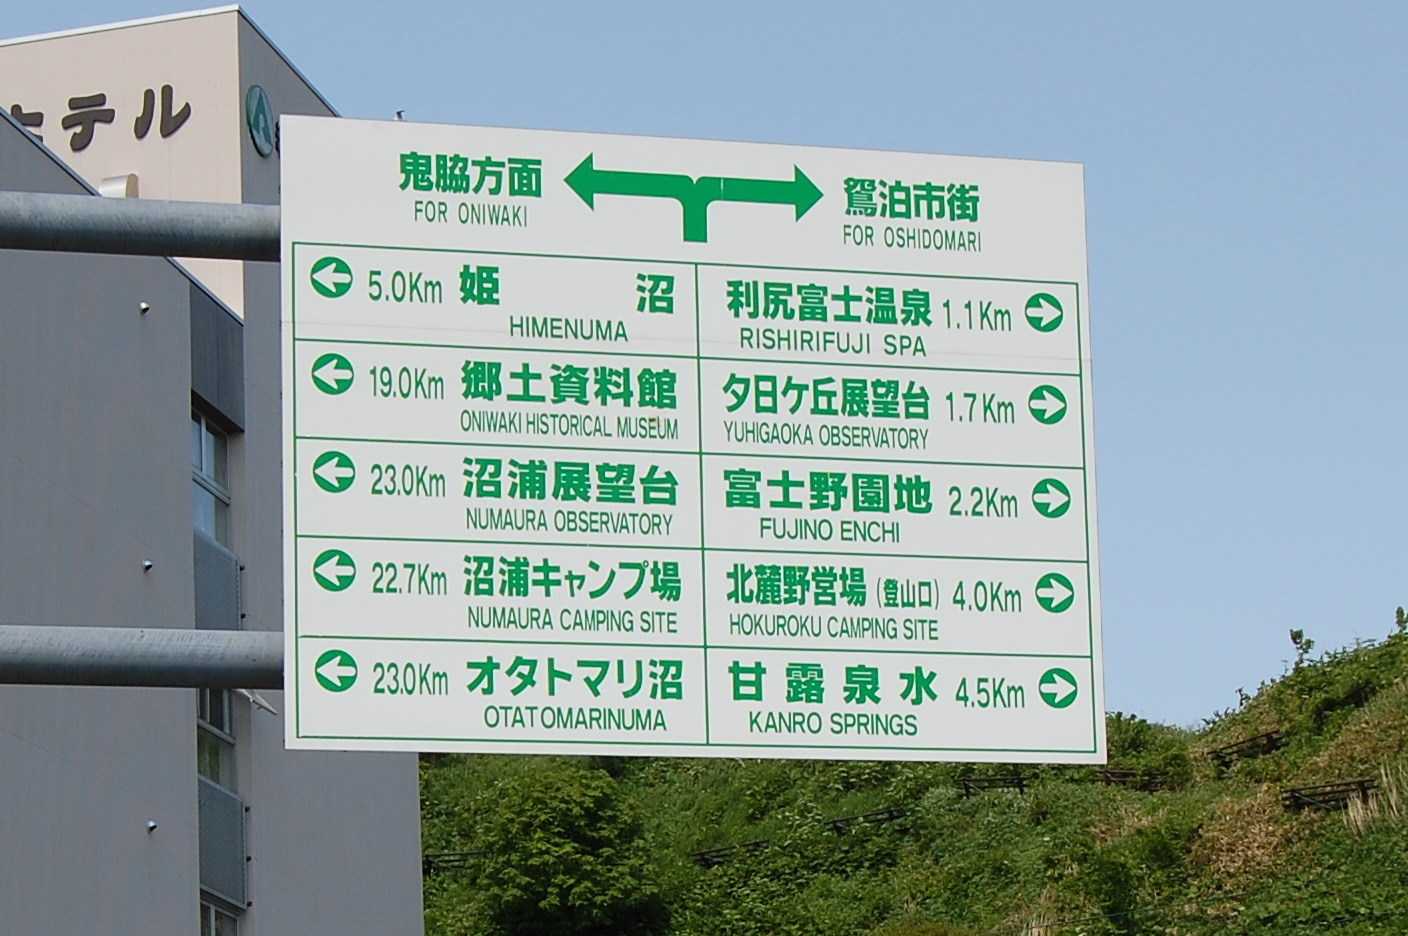 ホテル
鬼脇方面
FOR ONIWAKI
鴛泊市街
FOR OSHIDOMARI
5.0Km 姫沼
HIMENUMA
19.0Km 郷土資料館
ONIWAKI HISTORICAL MUSEUM
23.0Km 沼浦展望台
NUMAURA OBSERVATORY
22.7Km 沼浦キャンプ場
NUMAURA CAMPING SITE
23.0Km オタトマリ沼
OTATOMARINUMA
利尻富士温泉 1.1Km
RISHIRIFUJI SPA
夕日ケ丘展望台 1.7Km
YUHIGAOKA OBSERVATORY
富士野園地 2.2Km
FUJINO ENCHI
北麓野営場(登山口) 4.0Km
HOKUROKU CAMPING SITE
甘露泉水 4.5Km
KANRO SPRINGS